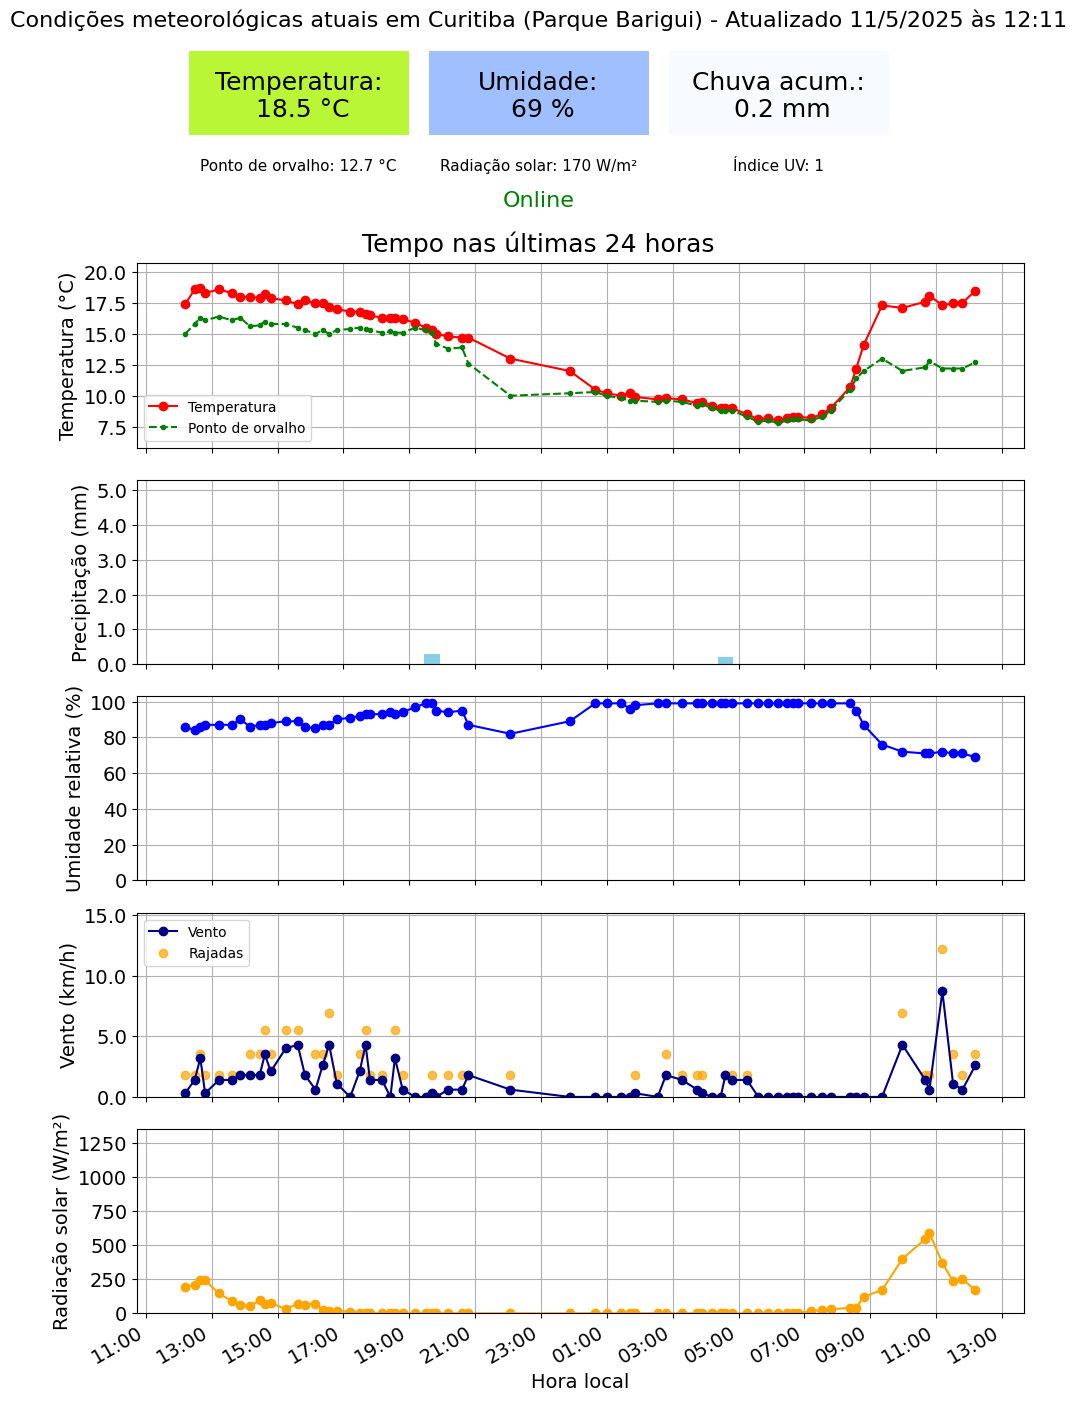 Condições meteorológicas atuais em Curitiba (Parque Barigui) - Atualizado 11/5/2025 às 12:11
Temperatura:
18.5 °C
Umidade:
69 %
Chuva acum.:
0.2 mm
Ponto de orvalho: 12.7 °C
Radiação solar: 170 W/m²
Índice UV: 1
Online
Tempo nas últimas 24 horas
Temperatura (°C)
20.0
17.5
15.0
12.5
10.0
7.5
Temperatura
Ponto de orvalho
Precipitação (mm)
5.0
4.0
3.0
2.0
1.0
0.0
Umidade relativa (%)
100
80
60
40
20
0
Vento (km/h)
15.0
10.0
5.0
0.0
Vento
Rajadas
Radiação solar (W/m²)
1250
1000
750
500
250
0
11:00
13:00
15:00
17:00
19:00
21:00
23:00
01:00
03:00
05:00
07:00
09:00
11:00
13:00
Hora local